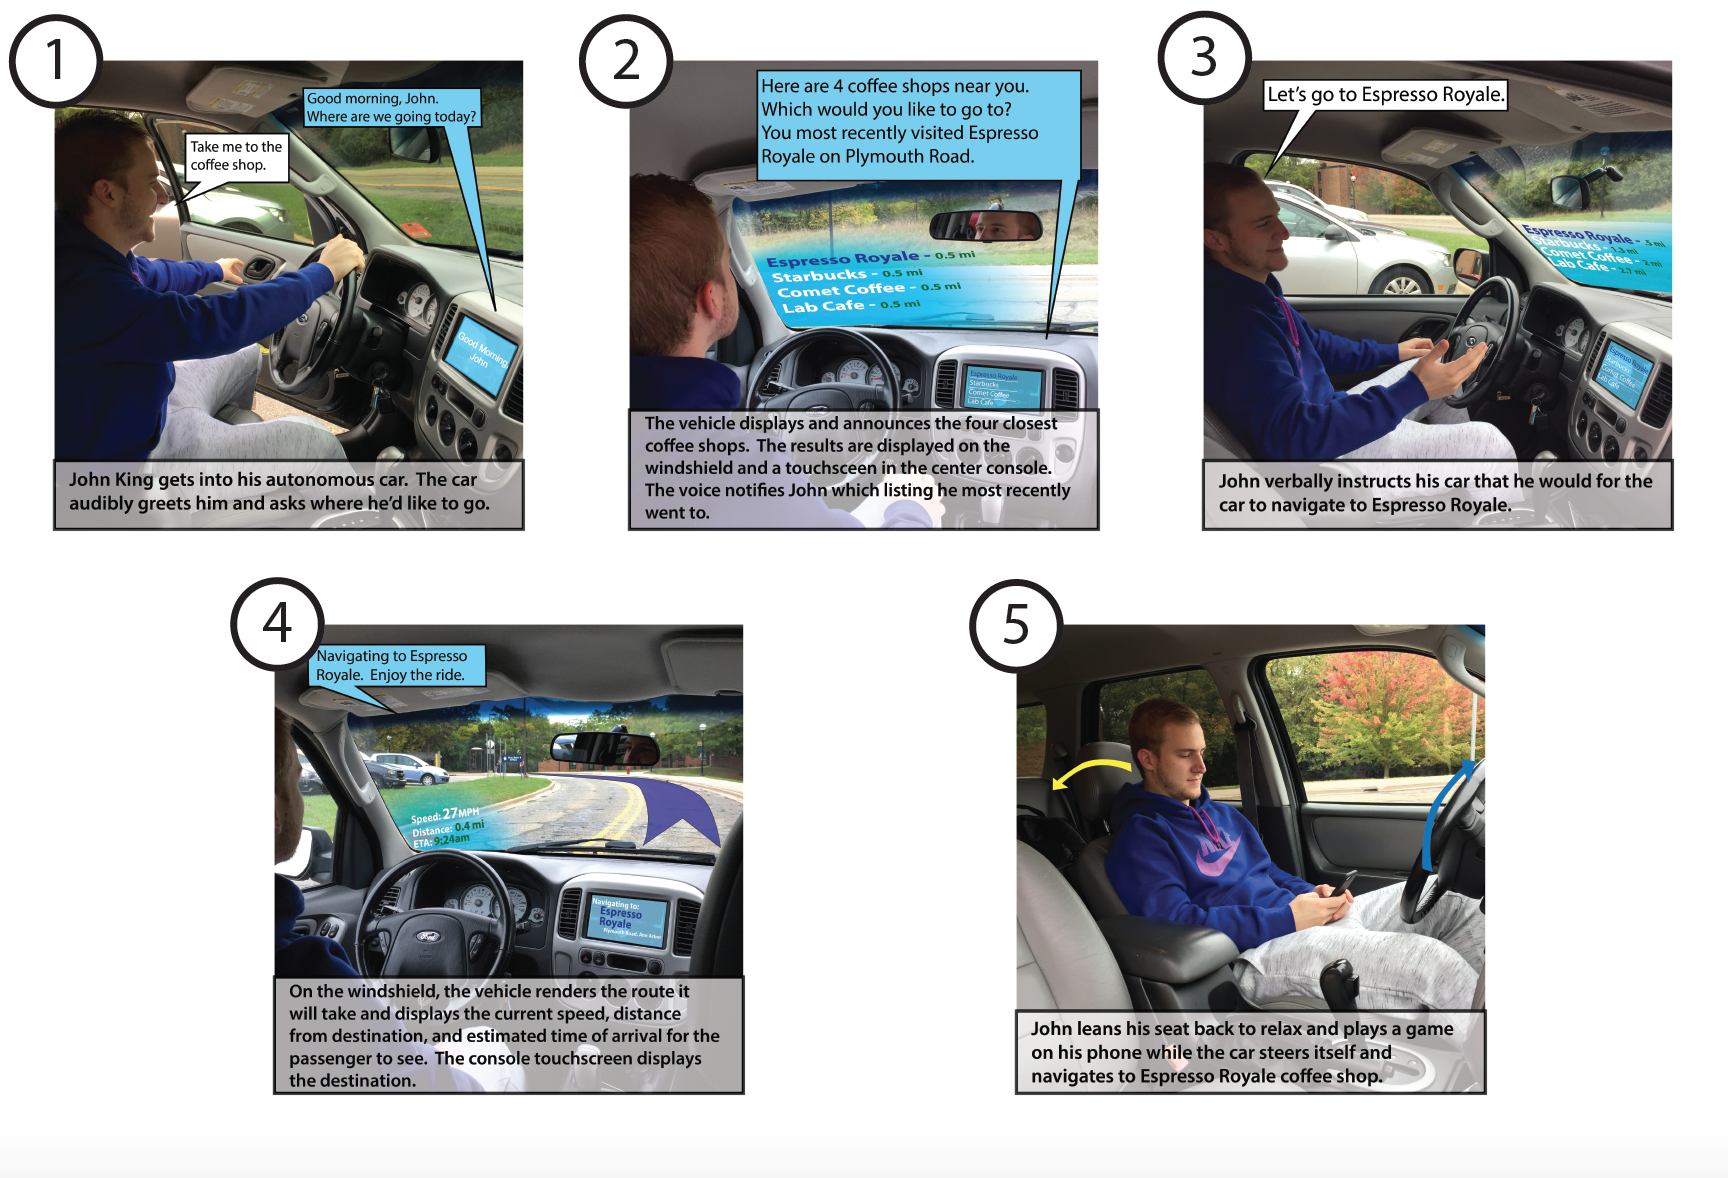 1
Good morning, John.
Where are we going today?
Take me to the
coffee shop.
Good Morning,
John
John King gets into his autonomous car.  The car
audibly greets him and asks where he'd like to go.
2
Here are 4 coffee shops near you.
Which would you like to go to?
You most recently visited Espresso
Royale on Plymouth Road.
Espresso Royale - 0.5 mi
Starbucks - 0.5 mi
Comet Coffee - 0.5 mi
Lab Cafe - 0.5 mi
Espresso Royale
Starbucks
Comet Coffee
Lab Cafe
The vehicle displays and announces the four closest
coffee shops.  The results are displayed on the
windshield and a touchsceen in the center console.
The voice notifies John which listing he most recently
went to.
3
Let's go to Espresso Royale.
Espresso Royale - .5 mi
Starbucks - 1.3 mi
Comet Coffee - 2 mi
Lab Cafe - 2.7 mi
Espresso Royale
Starbucks
Comet Coffee
Lab Cafe
John verbally instructs his car that he would for the
car to navigate to Espresso Royale.
4
Navigating to Espresso
Royale.  Enjoy the ride.
Speed: 27 MPH
Distance: 0.4 mi
ETA: 9:24am
Ford
Navigating to:
Espresso
Royale
Plymouth Road, Ann Arbor
On the windshield, the vehicle renders the route it
will take and displays the current speed, distance
from destination, and estimated time of arrival for the
passenger to see.  The console touchscreen displays
the destination.
5
John leans his seat back to relax and plays a game
on his phone while the car steers itself and
navigates to Espresso Royale coffee shop.